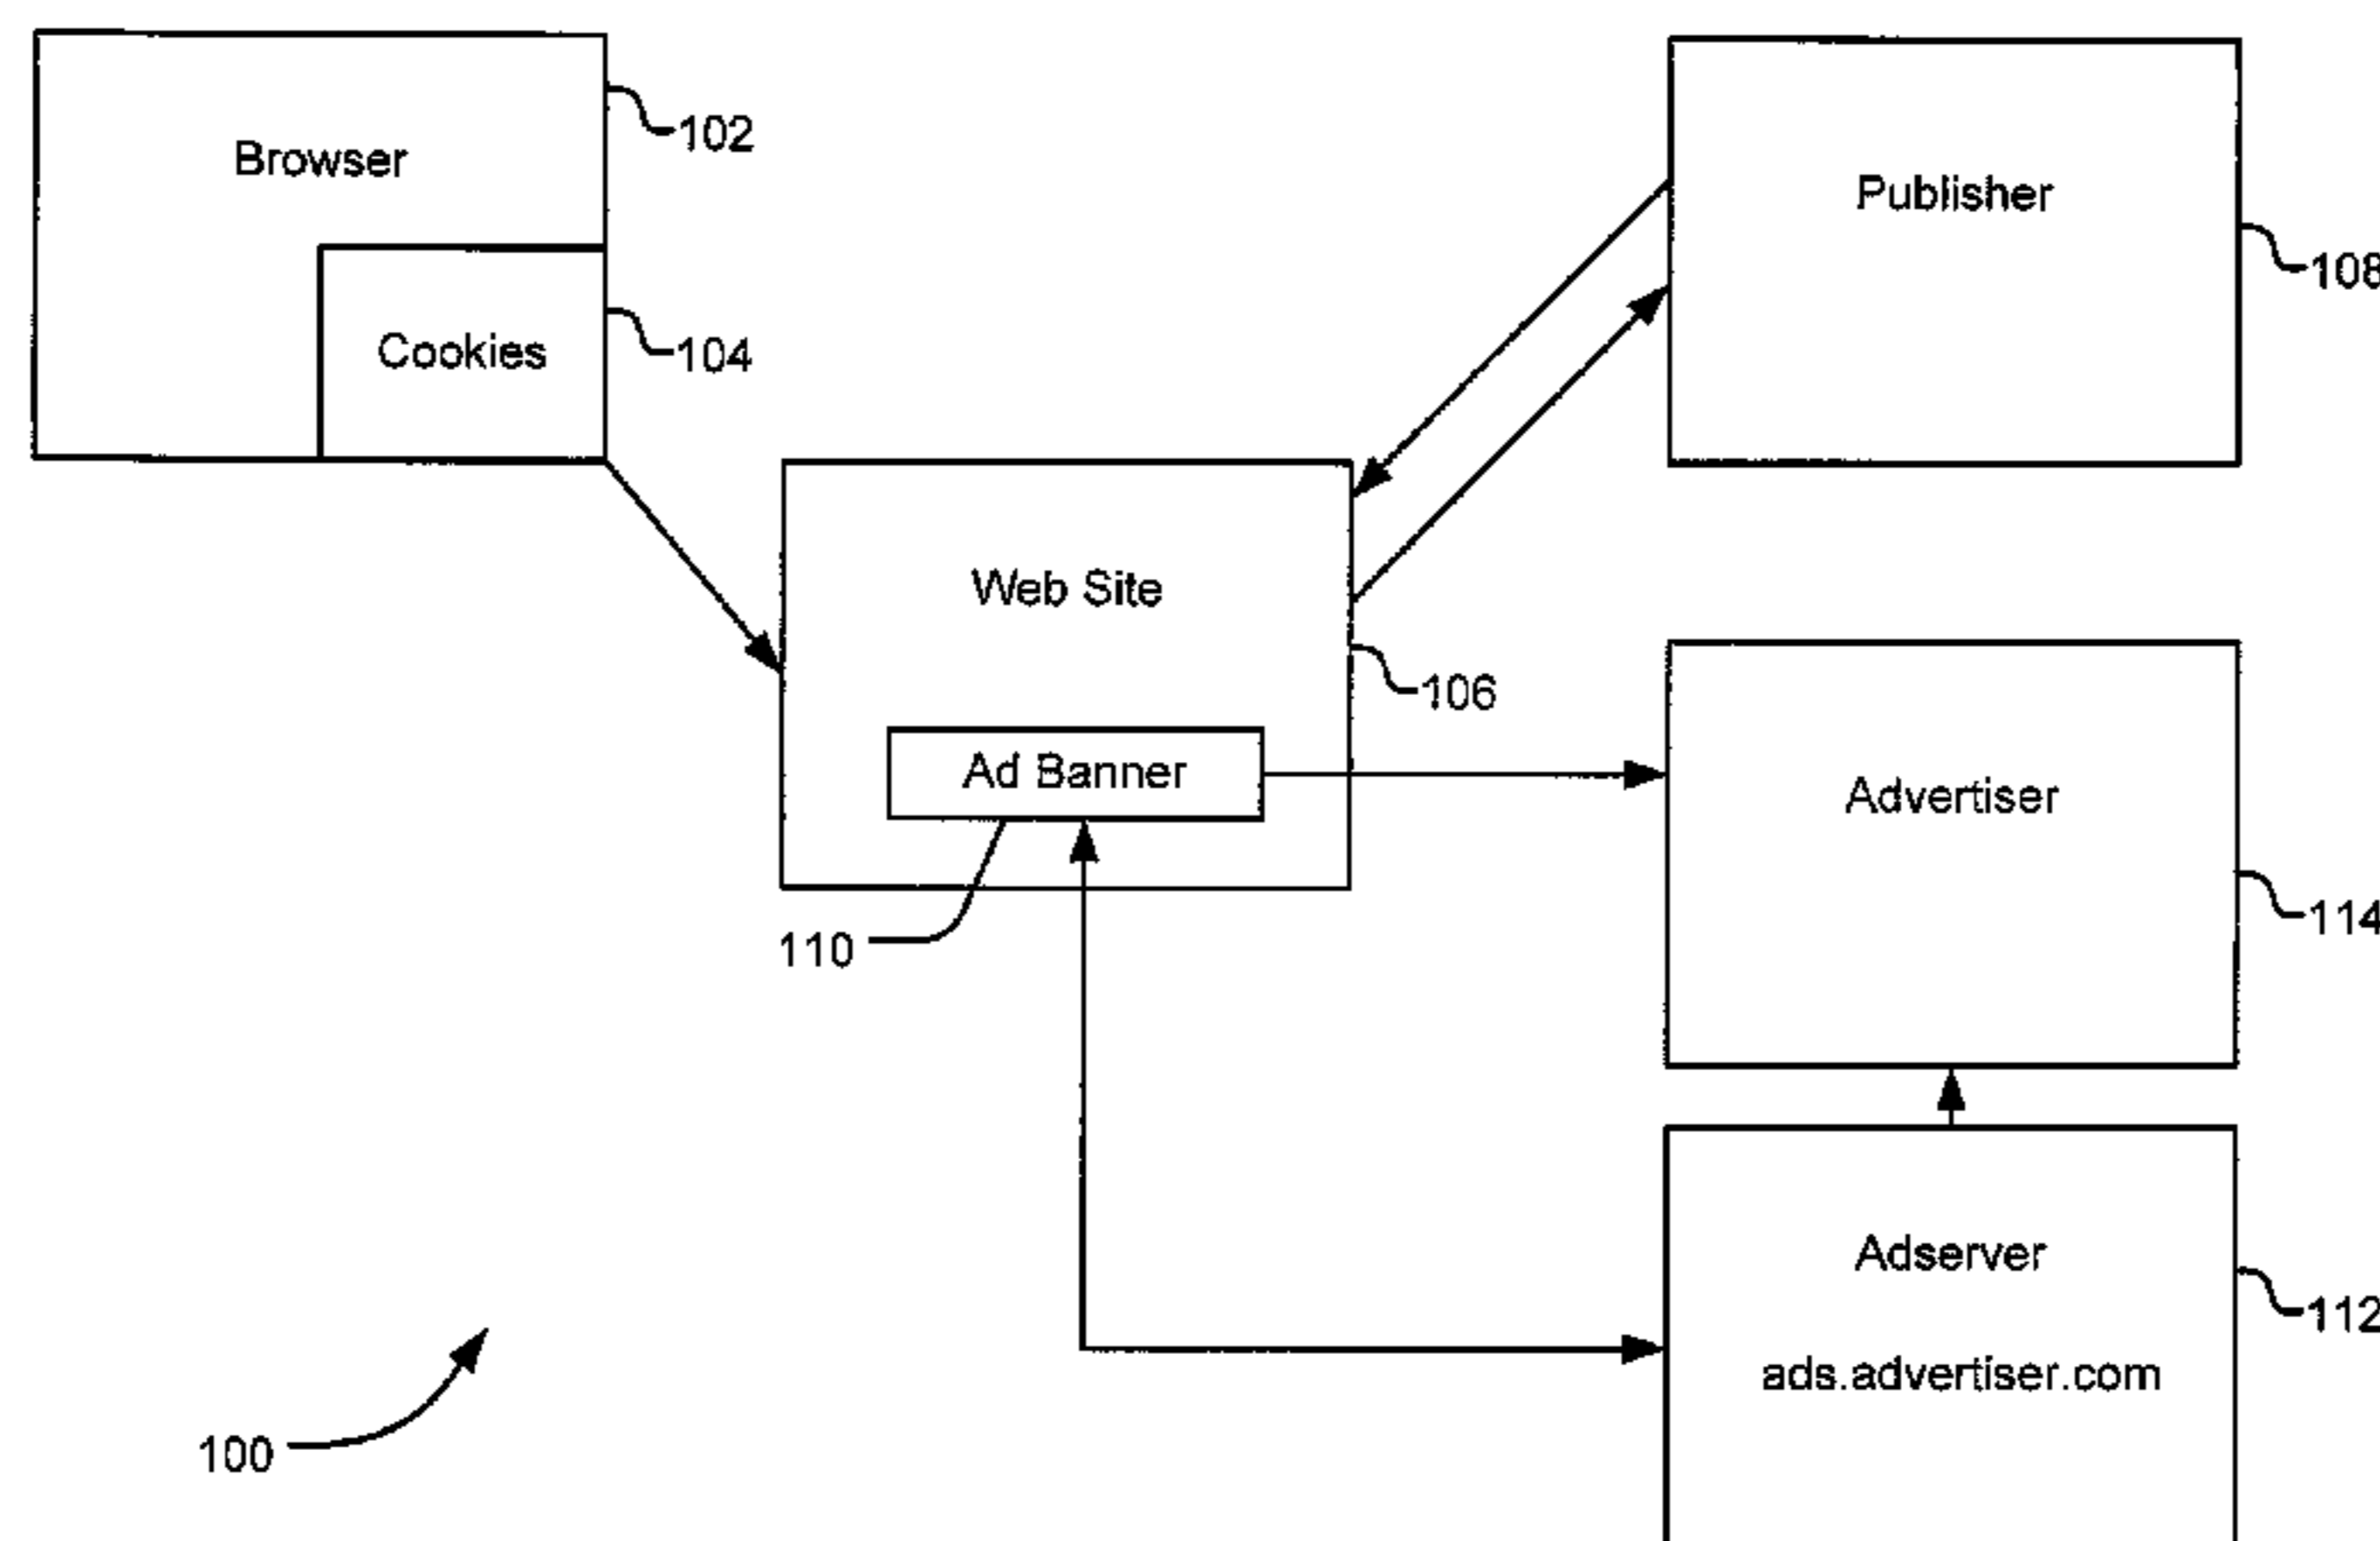 Browser
102
Cookies
104
Publisher
108
Web Site
106
Ad Banner
110
Advertiser
114
Adserver
ads.advertiser.com
112
100